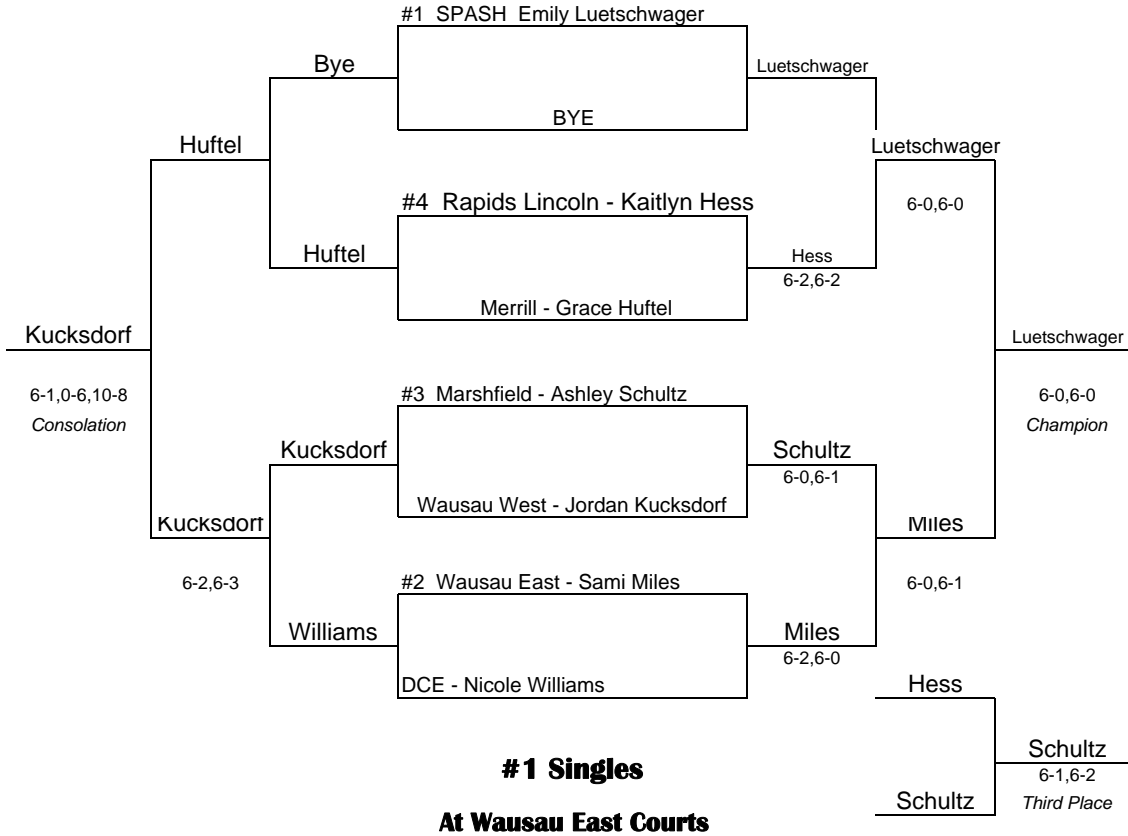 #1 SPASH Emily Luetschwager
Bye
Luetschwager
BYE
Huftel
Luetschwager
#4 Rapids Lincoln - Kaitlyn Hess
6-0,6-0
Huftel
Hess
6-2,6-2
Merrill - Grace Huftel
Kucksdorf
Luetschwager
6-1,0-6,10-8
#3 Marshfield - Ashley Schultz
6-0,6-0
Consolation
Champion
Kucksdorf
Schultz
6-0,6-1
Wausau West - Jordan Kucksdorf
Kucksdorf
Miles
6-2,6-3
#2 Wausau East - Sami Miles
6-0,6-1
Williams
Miles
6-2,6-0
DCE - Nicole Williams
Hess
Schultz
6-1,6-2
Third Place
Schultz
#1 Singles
At Wausau East Courts